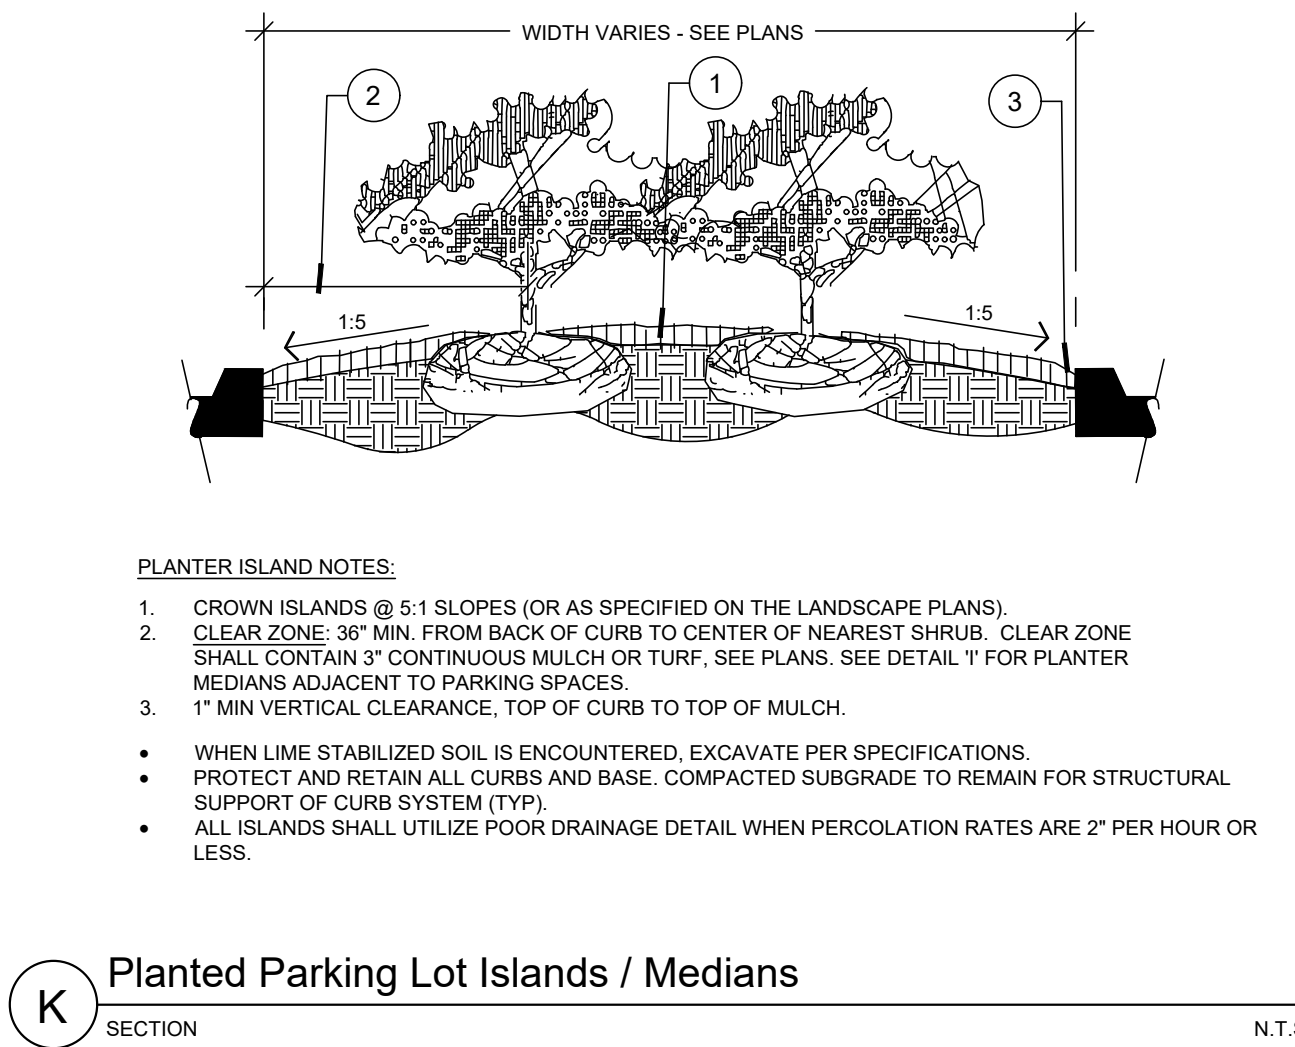 WIDTH VARIES - SEE PLANS
2
1
3
1:5
1:5
PLANTER ISLAND NOTES:
1. CROWN ISLANDS @ 5:1 SLOPES (OR AS SPECIFIED ON THE LANDSCAPE PLANS).
2. CLEAR ZONE: 36" MIN. FROM BACK OF CURB TO CENTER OF NEAREST SHRUB. CLEAR ZONE
SHALL CONTAIN 3" CONTINUOUS MULCH OR TURF, SEE PLANS. SEE DETAIL 'I' FOR PLANTER
MEDIANS ADJACENT TO PARKING SPACES.
3. 1" MIN VERTICAL CLEARANCE, TOP OF CURB TO TOP OF MULCH.
• WHEN LIME STABILIZED SOIL IS ENCOUNTERED, EXCAVATE PER SPECIFICATIONS.
• PROTECT AND RETAIN ALL CURBS AND BASE. COMPACTED SUBGRADE TO REMAIN FOR STRUCTURAL
SUPPORT OF CURB SYSTEM (TYP).
• ALL ISLANDS SHALL UTILIZE POOR DRAINAGE DETAIL WHEN PERCOLATION RATES ARE 2" PER HOUR OR
LESS.
K
Planted Parking Lot Islands / Medians
SECTION
N.T.S